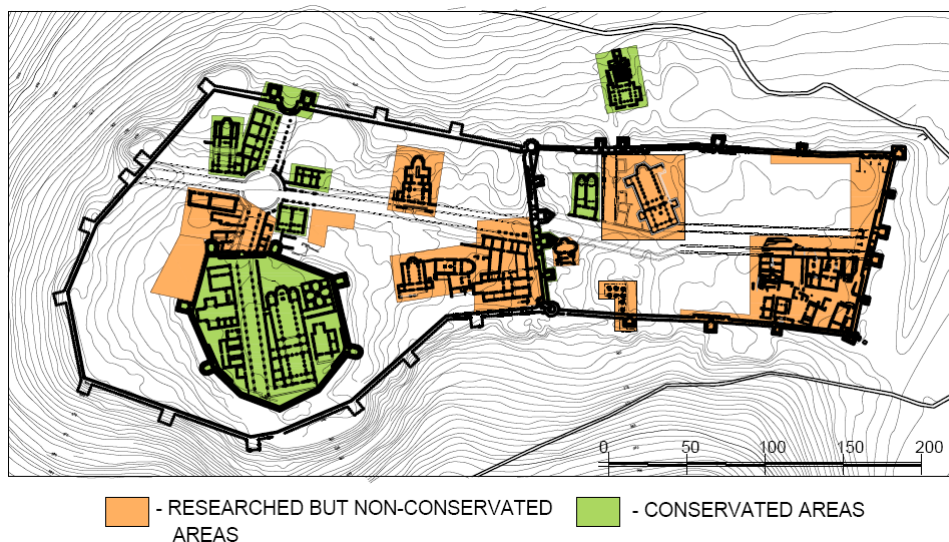 0 50 100 150 200
- RESEARCHED BUT NON-CONSERVATED
AREAS
- CONSERVATED AREAS